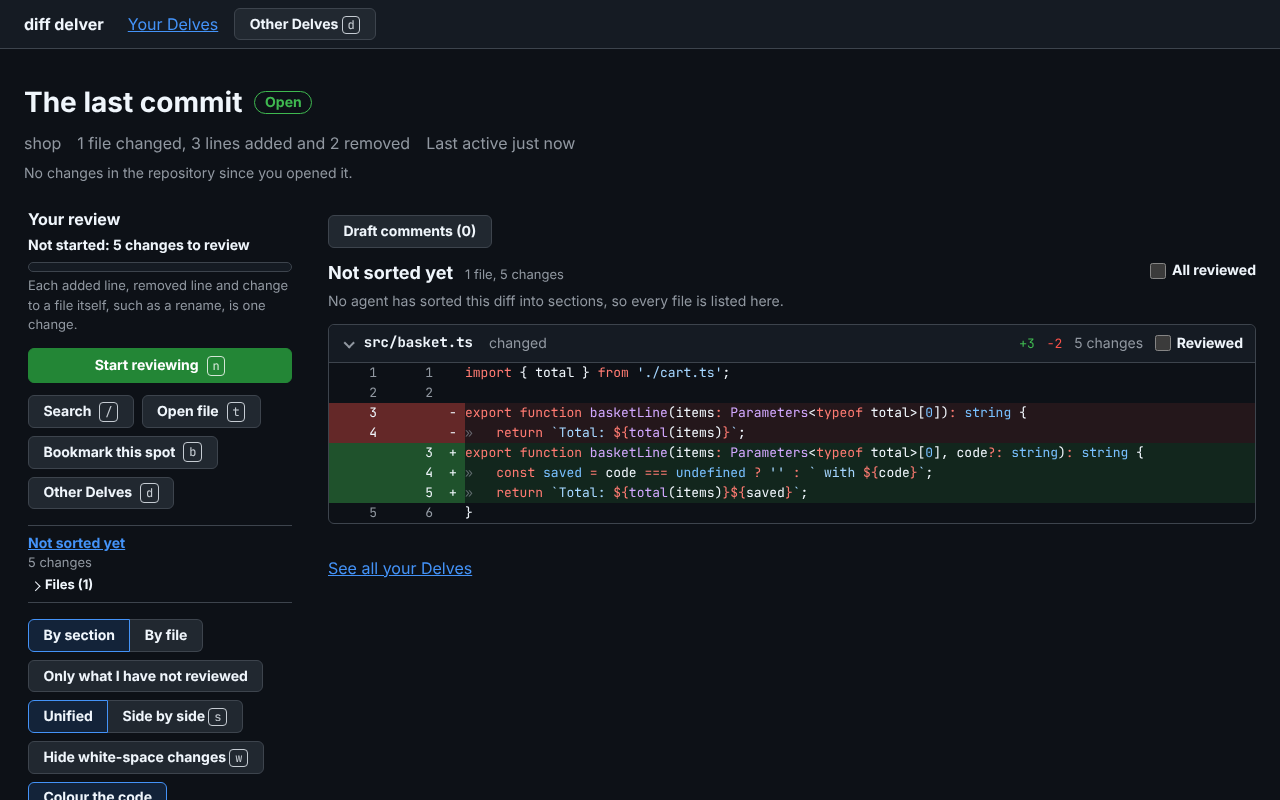 diff delver Your Delves Other Delves d
The last commit Open
shop 1 file changed, 3 lines added and 2 removed Last active just now
No changes in the repository since you opened it.
Your review
Not started: 5 changes to review
Each added line, removed line and change
to a file itself, such as a rename, is one
change.
Start reviewing n
Search / Open file t
Bookmark this spot b
Other Delves d
Not sorted yet
5 changes
Files (1)
By section By file
Only what I have not reviewed
Unified Side by side s
Hide white-space changes w
Colour the code
Draft comments (0)
Not sorted yet 1 file, 5 changes All reviewed
No agent has sorted this diff into sections, so every file is listed here.
src/basket.ts changed +3 -2 5 changes Reviewed
1 1 import { total } from './cart.ts';
2 2
3 - export function basketLine(items: Parameters<typeof total>[0]): string {
4 - » return `Total: ${total(items)}`;
3 + export function basketLine(items: Parameters<typeof total>[0], code?: string): string {
4 + » const saved = code === undefined ? '' : ` with ${code}`;
5 + » return `Total: ${total(items)}${saved}`;
5 6 }
See all your Delves